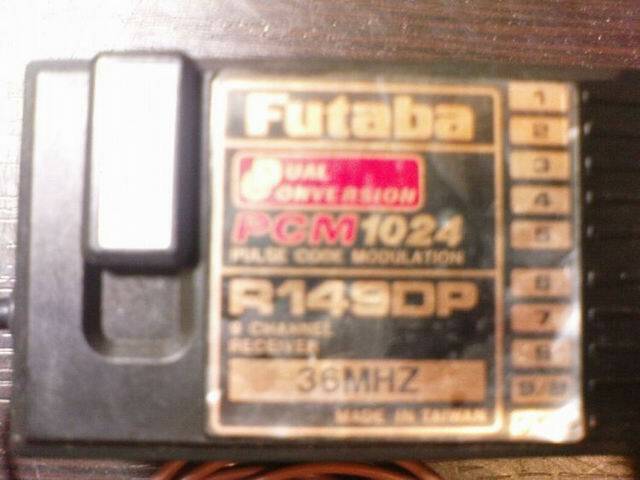 Futaba
DUAL
CONVERSION
PCM1024
PULSE CODE MODULATION
R149DP
9 CHANNEL
RECEIVER
36MHZ
MADE IN TAIWAN
1
2
3
4
5
6
7
8
9/B